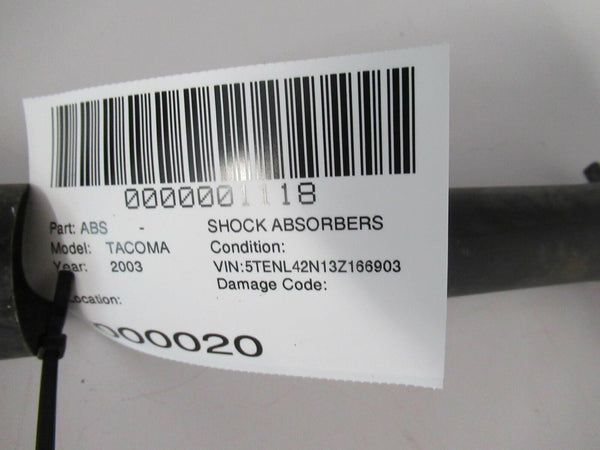 0000001118
Part: ABS - SHOCK ABSORBERS
Model: TACOMA Condition:
Year: 2003 VIN:5TENL42N13Z166903
Location: Damage Code:
000020